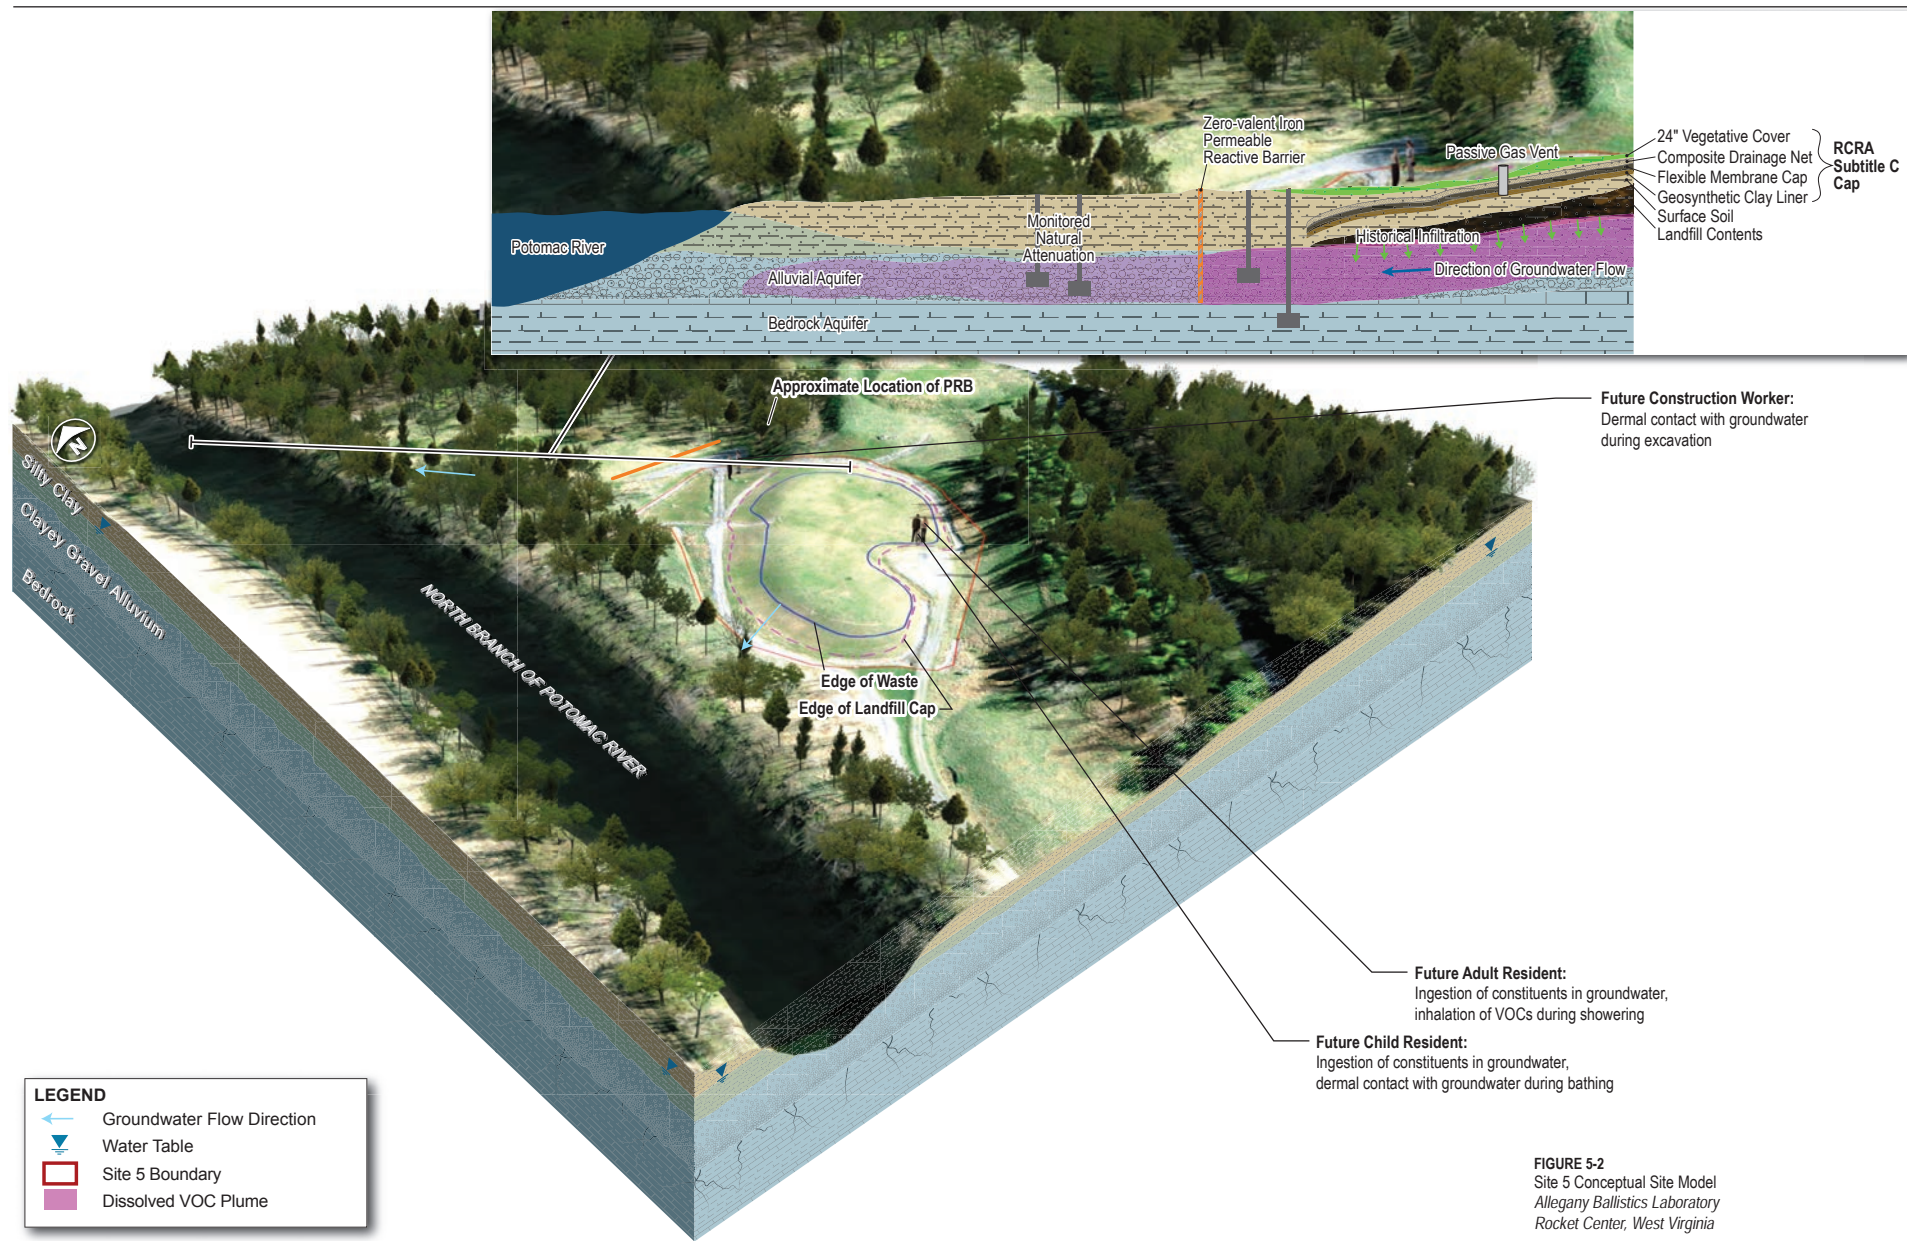 Zero-valent Iron
Permeable
Reactive Barrier
Passive Gas Vent
24" Vegetative Cover
Composite Drainage Net
Flexible Membrane Cap
Geosynthetic Clay Liner
RCRA
Subtitle C
Cap
Surface Soil
Landfill Contents
Monitored
Natural
Attenuation
Historical Infiltration
Potomac River
Direction of Groundwater Flow
Alluvial Aquifer
Bedrock Aquifer
Approximate Location of PRB
Future Construction Worker:
Dermal contact with groundwater
during excavation
N
Silty Clay
Clayey Gravel Alluvium
Bedrock
NORTH BRANCH OF POTOMAC RIVER
Edge of Waste
Edge of Landfill Cap
Future Adult Resident:
Ingestion of constituents in groundwater,
inhalation of VOCs during showering
Future Child Resident:
Ingestion of constituents in groundwater,
dermal contact with groundwater during bathing
LEGEND
Groundwater Flow Direction
Water Table
Site 5 Boundary
Dissolved VOC Plume
FIGURE 5-2
Site 5 Conceptual Site Model
Allegany Ballistics Laboratory
Rocket Center, West Virginia